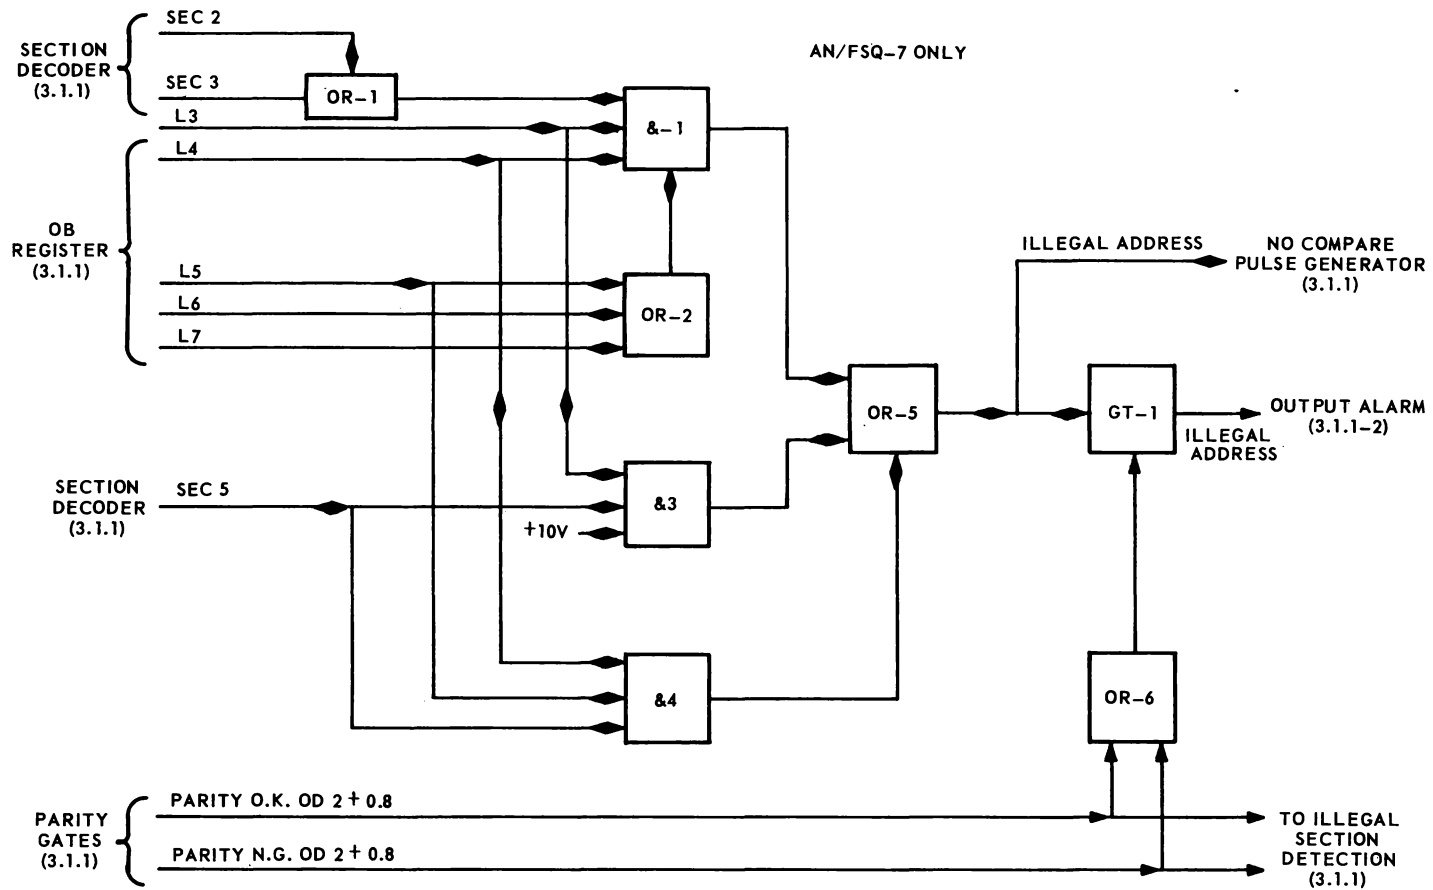 SEC 2
SECTION
DECODER
(3.1.1)
SEC 3
OR-1
AN/FSQ-7 ONLY
L3
L4
&-1
OB
REGISTER
(3.1.1)
L5
L6
L7
OR-2
ILLEGAL ADDRESS
NO COMPARE
PULSE GENERATOR
(3.1.1)
OR-5
GT-1
OUTPUT ALARM
(3.1.1-2)
ILLEGAL
ADDRESS
SECTION
DECODER
(3.1.1)
SEC 5
&3
+10V
&4
OR-6
PARITY
GATES
(3.1.1)
PARITY O.K. OD 2 + 0.8
PARITY N.G. OD 2 + 0.8
TO ILLEGAL
SECTION
DETECTION
(3.1.1)